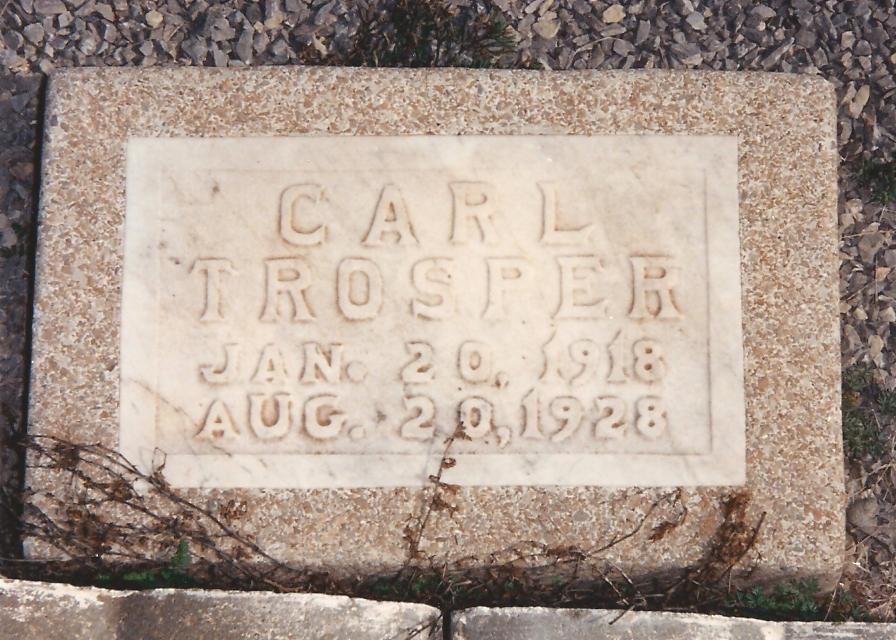 CARL
TROSPER
JAN. 20, 1918
AUG. 20, 1928